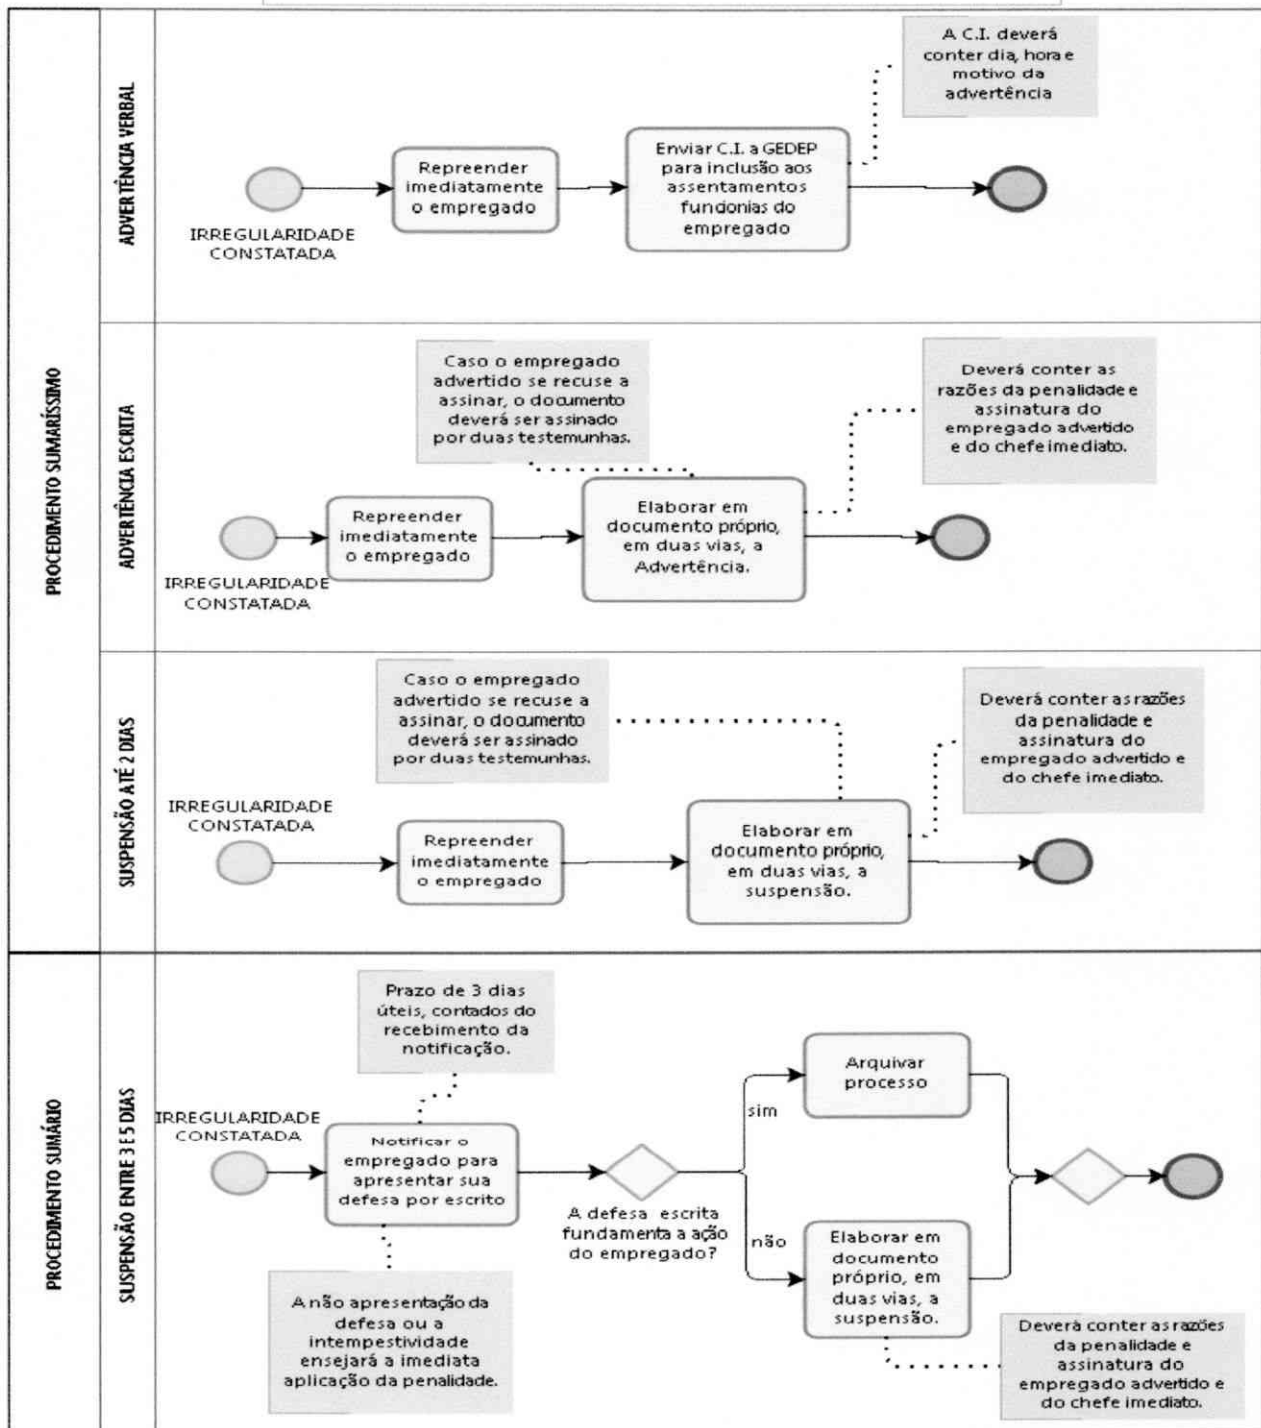 PROCEDIMENTO SUMARÍSSIMO
ADVERTÊNCIA VERBAL
IRREGULARIDADE
CONSTATADA
Repreender
imediatamente
o empregado
Enviar C.I. a GEDEP
para inclusão aos
assentamentos
funcionias do
empregado
A C.I. deverá
conter dia, hora e
motivo da
advertência
ADVERTÊNCIA ESCRITA
IRREGULARIDADE
CONSTATADA
Repreender
imediatamente
o empregado
Caso o empregado
advertido se recuse a
assinar, o documento
deverá ser assinado
por duas testemunhas.
Elaborar em
documento próprio,
em duas vias, a
Advertência.
Deverá conter as
razões da penalidade e
assinatura do
empregado advertido
e do chefe imediato.
SUSPENSÃO ATÉ 2 DIAS
IRREGULARIDADE
CONSTATADA
Repreender
imediatamente
o empregado
Caso o empregado
advertido se recuse a
assinar, o documento
deverá ser assinado
por duas testemunhas.
Elaborar em
documento próprio,
em duas vias, a
suspensão.
Deverá conter as razões
da penalidade e
assinatura do
empregado advertido e
do chefe imediato.
PROCEDIMENTO SUMÁRIO
SUSPENSÃO ENTRE 3 E 5 DIAS
IRREGULARIDADE
CONSTATADA
Prazo de 3 dias
úteis, contados do
recebimento da
notificação.
Notificar o
empregado para
apresentar sua
defesa por escrito
A não apresentação da
defesa ou a
intempestividade
ensejará a imediata
aplicação da penalidade.
A defesa escrita
fundamenta a ação
do empregado?
sim
Arquivar
processo
não
Elaborar em
documento
próprio, em
duas vias, a
suspensão.
Deverá conter as razões
da penalidade e
assinatura do
empregado advertido e
do chefe imediato.